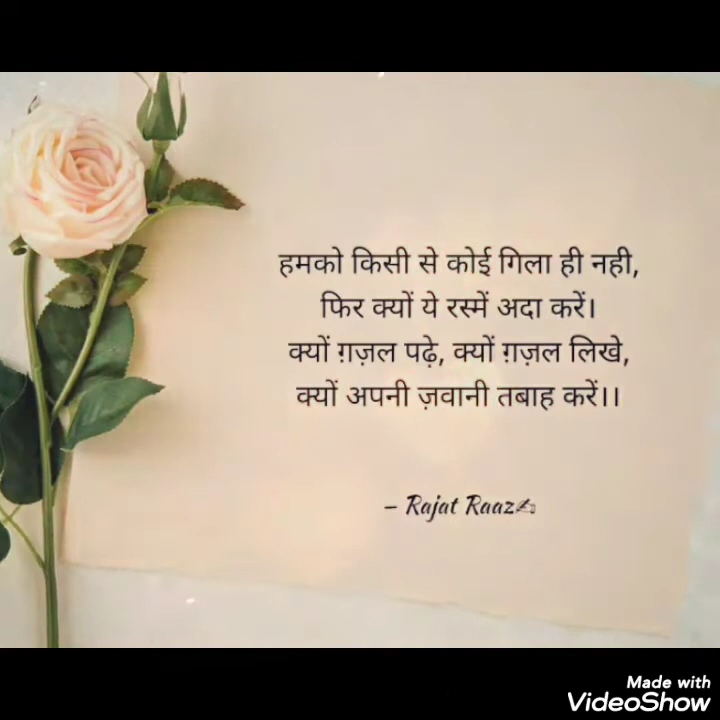 हमको किसी से कोई गिला ही नही,
फिर क्यों ये रस्में अदा करें।
क्यों ग़ज़ल पढ़े, क्यों ग़ज़ल लिखे,
क्यों अपनी ज़वानी तबाह करें।।
– Rajat Raaz✍
Made with
VideoShow